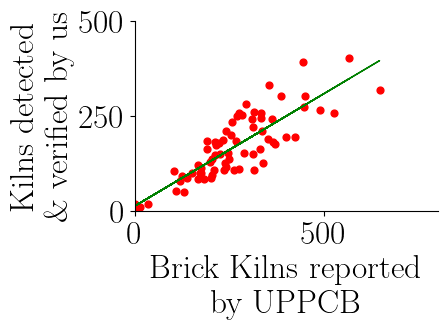 Kilns detected
& verified by us
500
250
0
0
500
Brick Kilns reported
by UPPCB